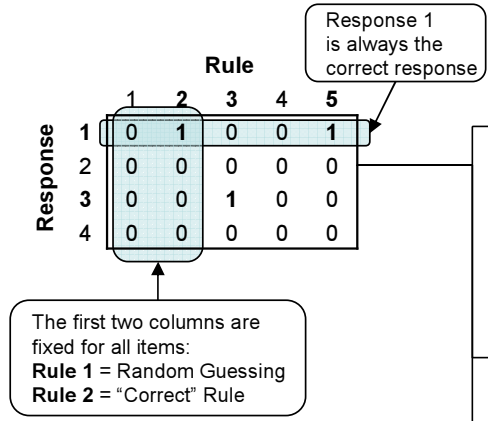 Response 1
is always the
correct response
Rule
1 2 3 4 5
Response
1 0 1 0 0 1
2 0 0 0 0 0
3 0 0 1 0 0
4 0 0 0 0 0
The first two columns are
fixed for all items:
Rule 1 = Random Guessing
Rule 2 = “Correct” Rule